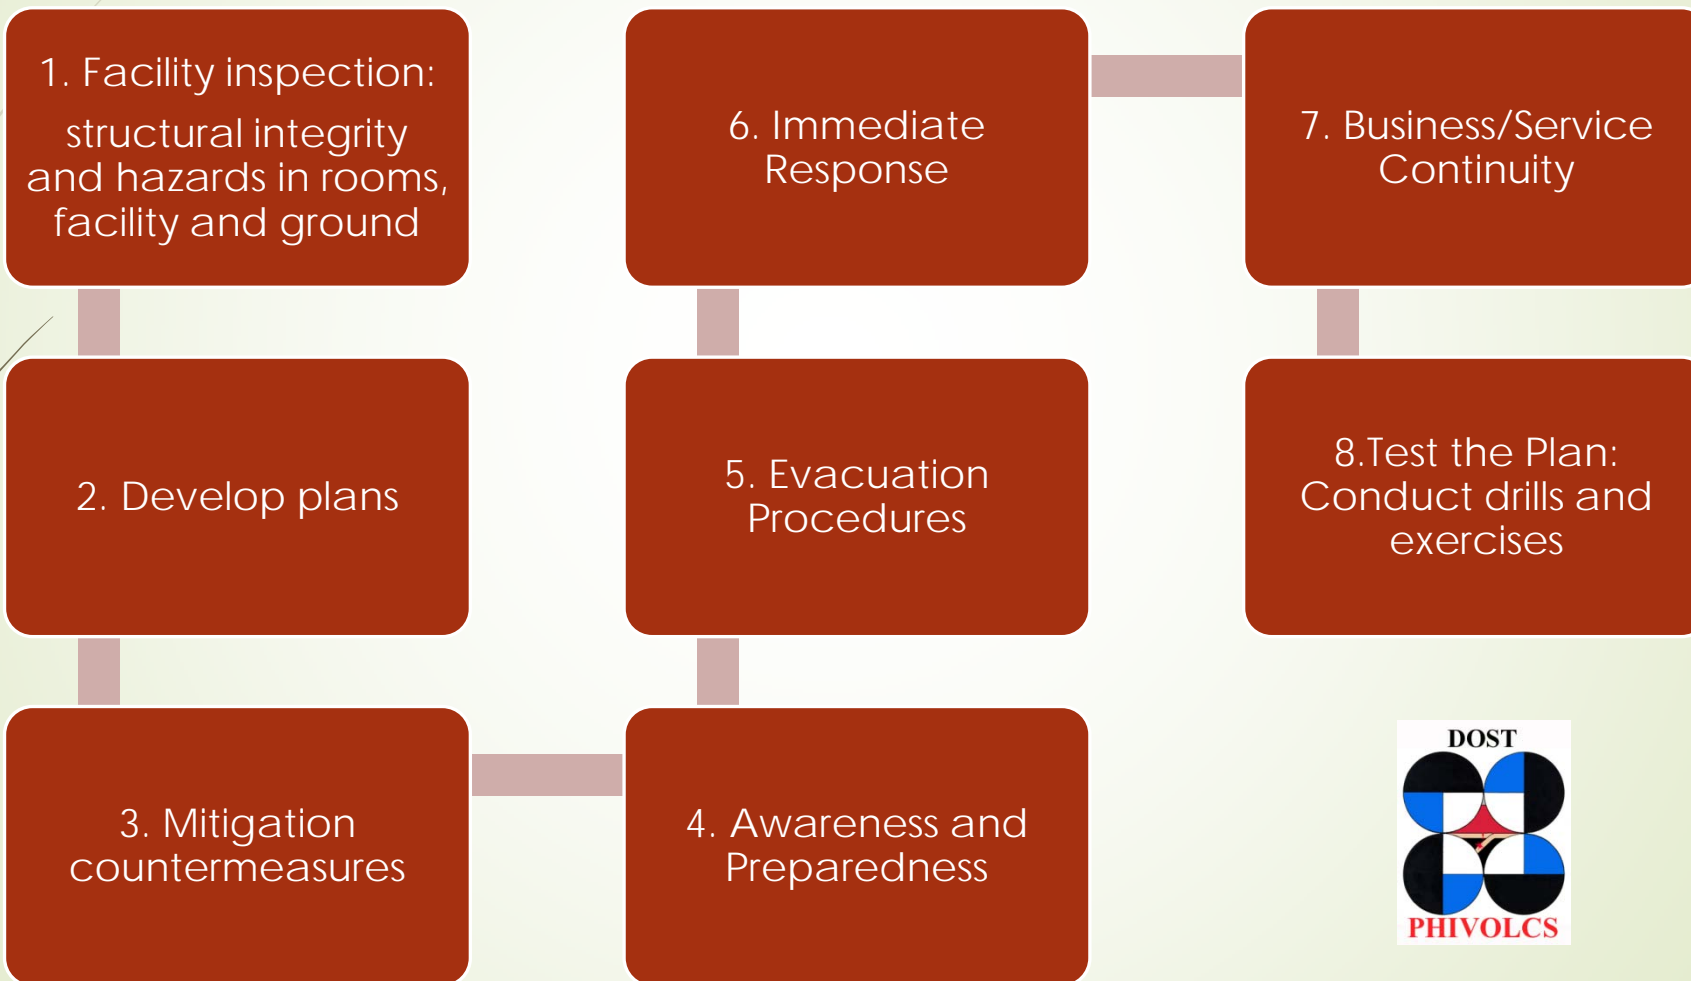 1. Facility inspection:
structural integrity
and hazards in rooms,
facility and ground
2. Develop plans
3. Mitigation
countermeasures
4. Awareness and
Preparedness
5. Evacuation
Procedures
6. Immediate
Response
7. Business/Service
Continuity
8.Test the Plan:
Conduct drills and
exercises
DOST
PHIVOLCS